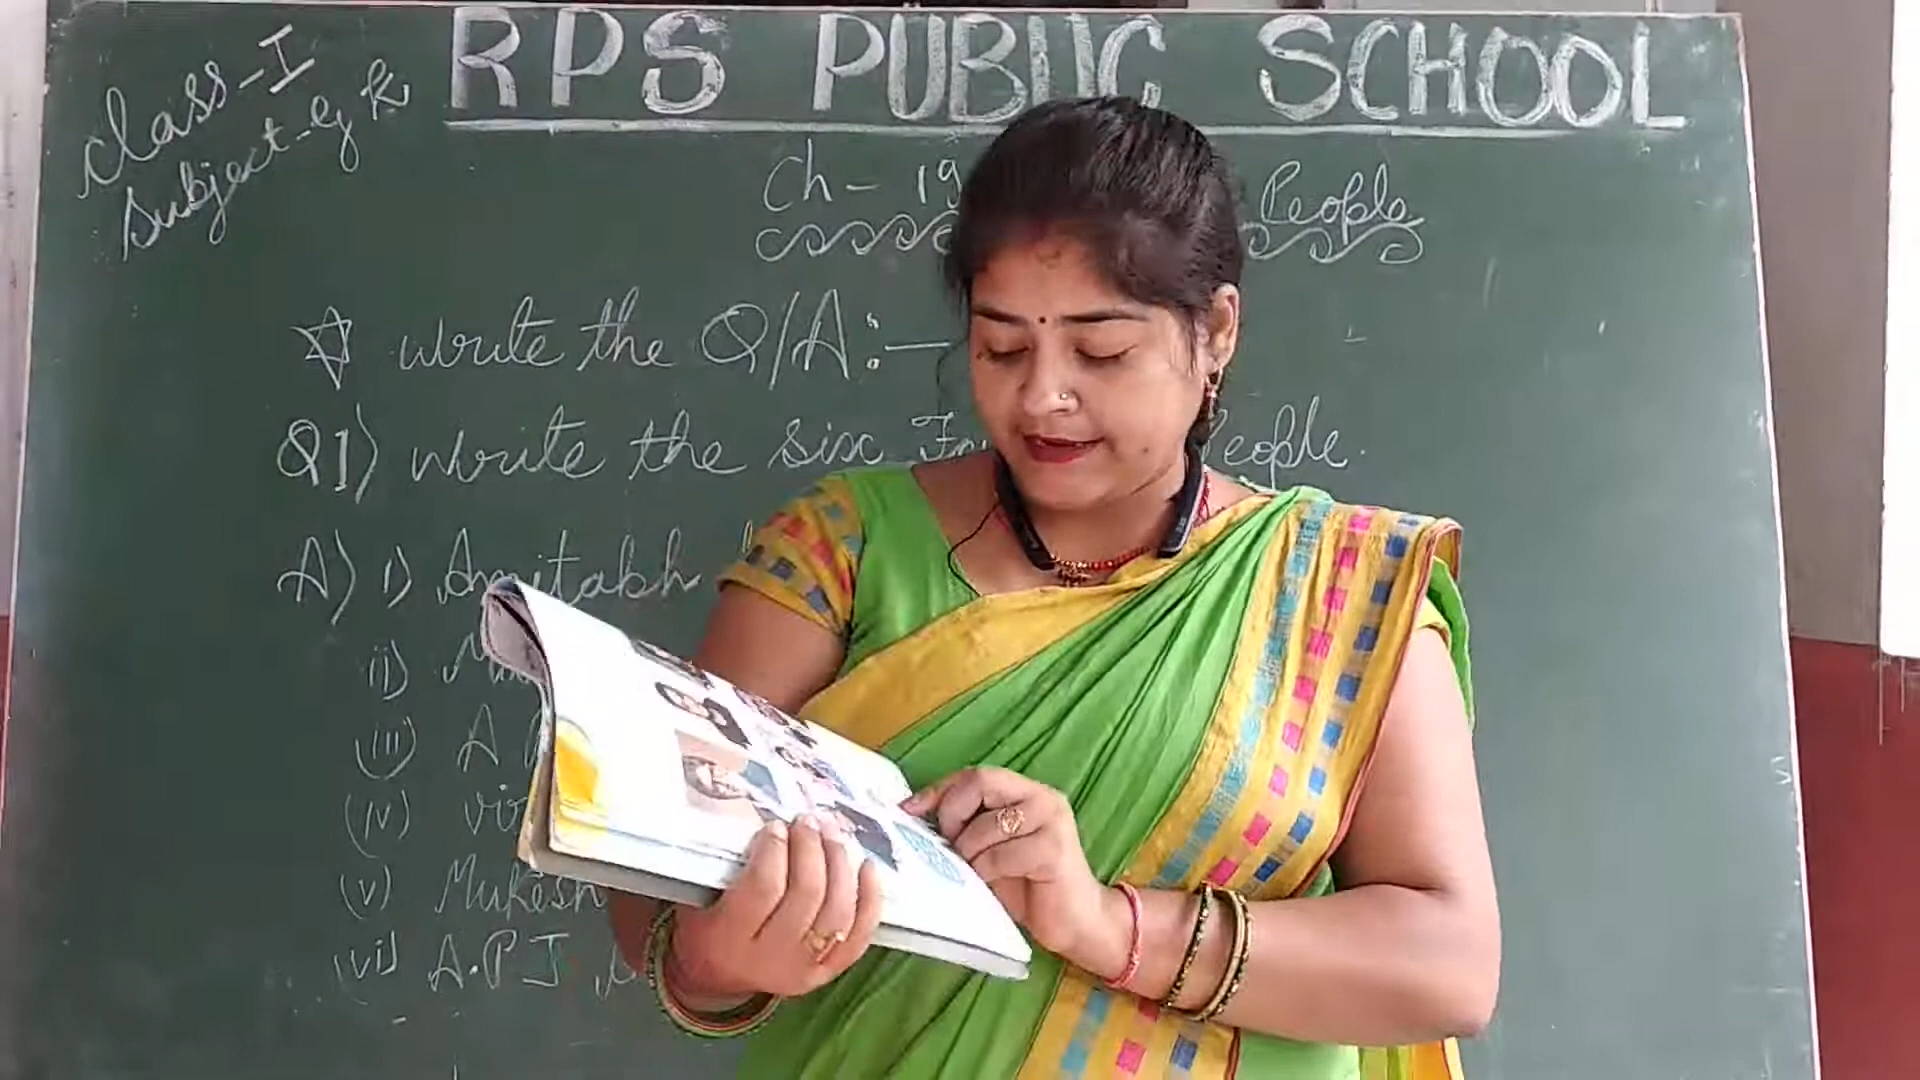 RPS PUBLIC SCHOOL
Class-I
Subject-G k
Ch-19 People
Write the Q/A:-
Q1) Write the six People.
A) i) Amitabh
ii)
(iii) A
(iv)
(v) Mukesh
(vi) A.P J